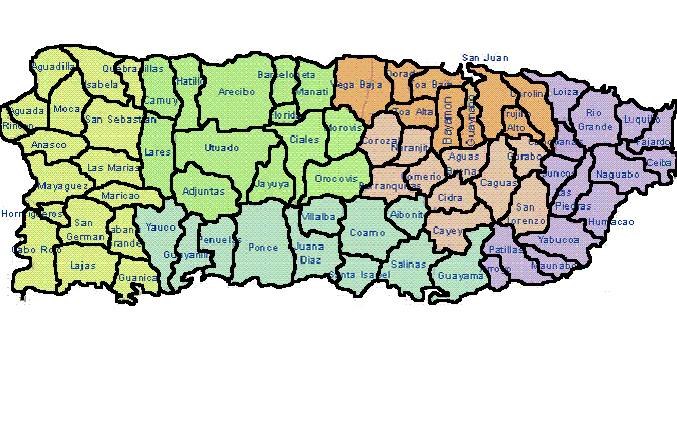 San Juan
Aguadilla
Isabela
Quebradillas
Camuy
Hatillo
Arecibo
Barceloneta
Manati
Vega Baja
Dorado
Toa Baja
Carolina
Loiza
Rio
Grande
Luquillo
Fajardo
Ceiba
Aguada
Moca
Rincon
San Sebastian
Florida
Ciales
Morovis
Corozal
Toa Alta
Naranjito
Bayamon
Guaynabo
Trujillo
Alto
Anasco
Lares
Utuado
Las Marias
Mayaguez
Maricao
Adjuntas
Jayuya
Orocovis
Barranquitas
Comerio
Aguas
Buenas
Gurabo
Caguas
Juncos
Las
Piedras
Naguabo
Humacao
Cidra
San
Lorenzo
Hormigueros
San
German
Sabana
Grande
Yauco
Guayanilla
Penuelas
Ponce
Villalba
Juana
Diaz
Coamo
Aibonito
Cayey
Patillas
Yabucoa
Maunabo
Cabo Rojo
Lajas
Guanica
Santa Isabel
Salinas
Guayama